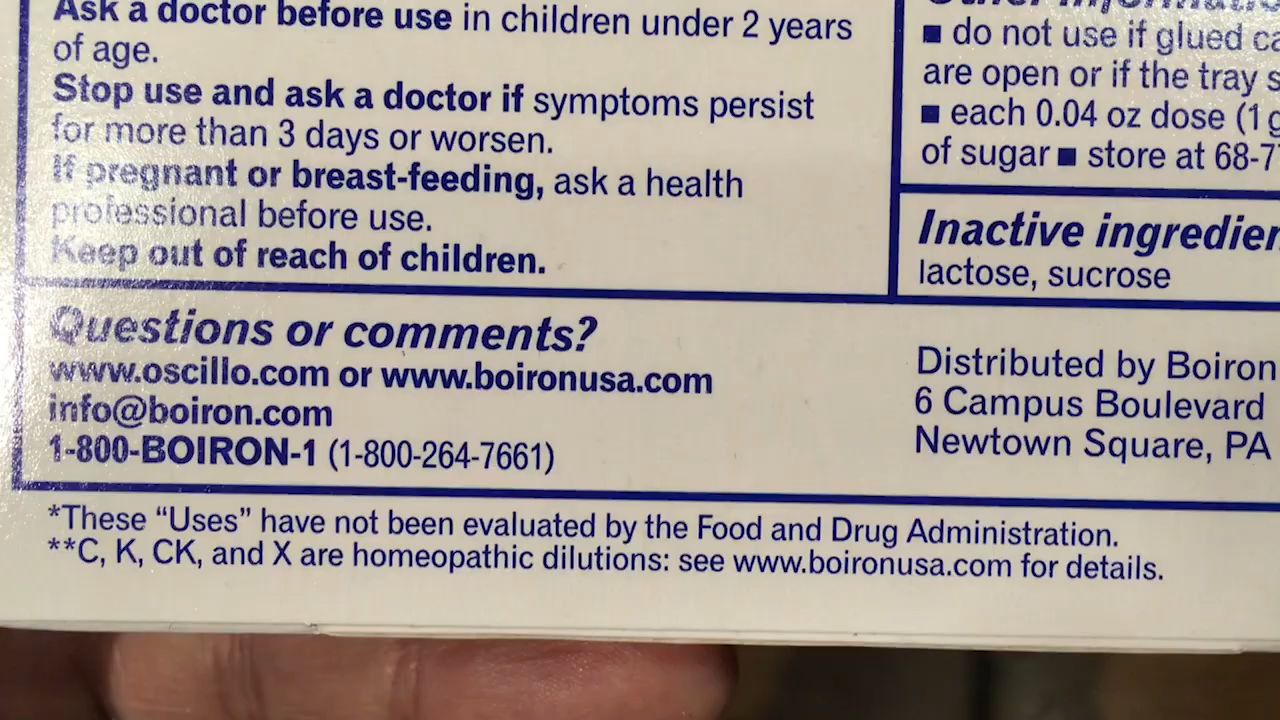 Ask a doctor before use in children under 2 years
of age.
Stop use and ask a doctor if symptoms persist
for more than 3 days or worsen.
If pregnant or breast-feeding, ask a health
professional before use.
Keep out of reach of children.
■ do not use if glued
are open or if the tray
■ each 0.04 oz dose (1
of sugar ■ store at 68-
Inactive
lactose, sucrose
Questions or comments?
www.oscillo.com or www.boironusa.com
info@boiron.com
1-800-BOIRON-1 (1-800-264-7661)
Distributed by Boiron
6 Campus Boulevard
Newtown Square, PA
*These “Uses” have not been evaluated by the Food and Drug Administration.
**C, K, CK, and X are homeopathic dilutions: see www.boironusa.com for details.